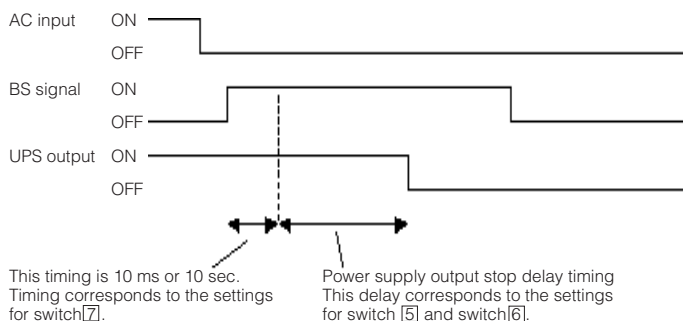 AC input ON
OFF
BS signal ON
OFF
UPS output ON
OFF
This timing is 10 ms or 10 sec.
Timing corresponds to the settings
for switch 7.
Power supply output stop delay timing
This delay corresponds to the settings
for switch 5 and switch 6.